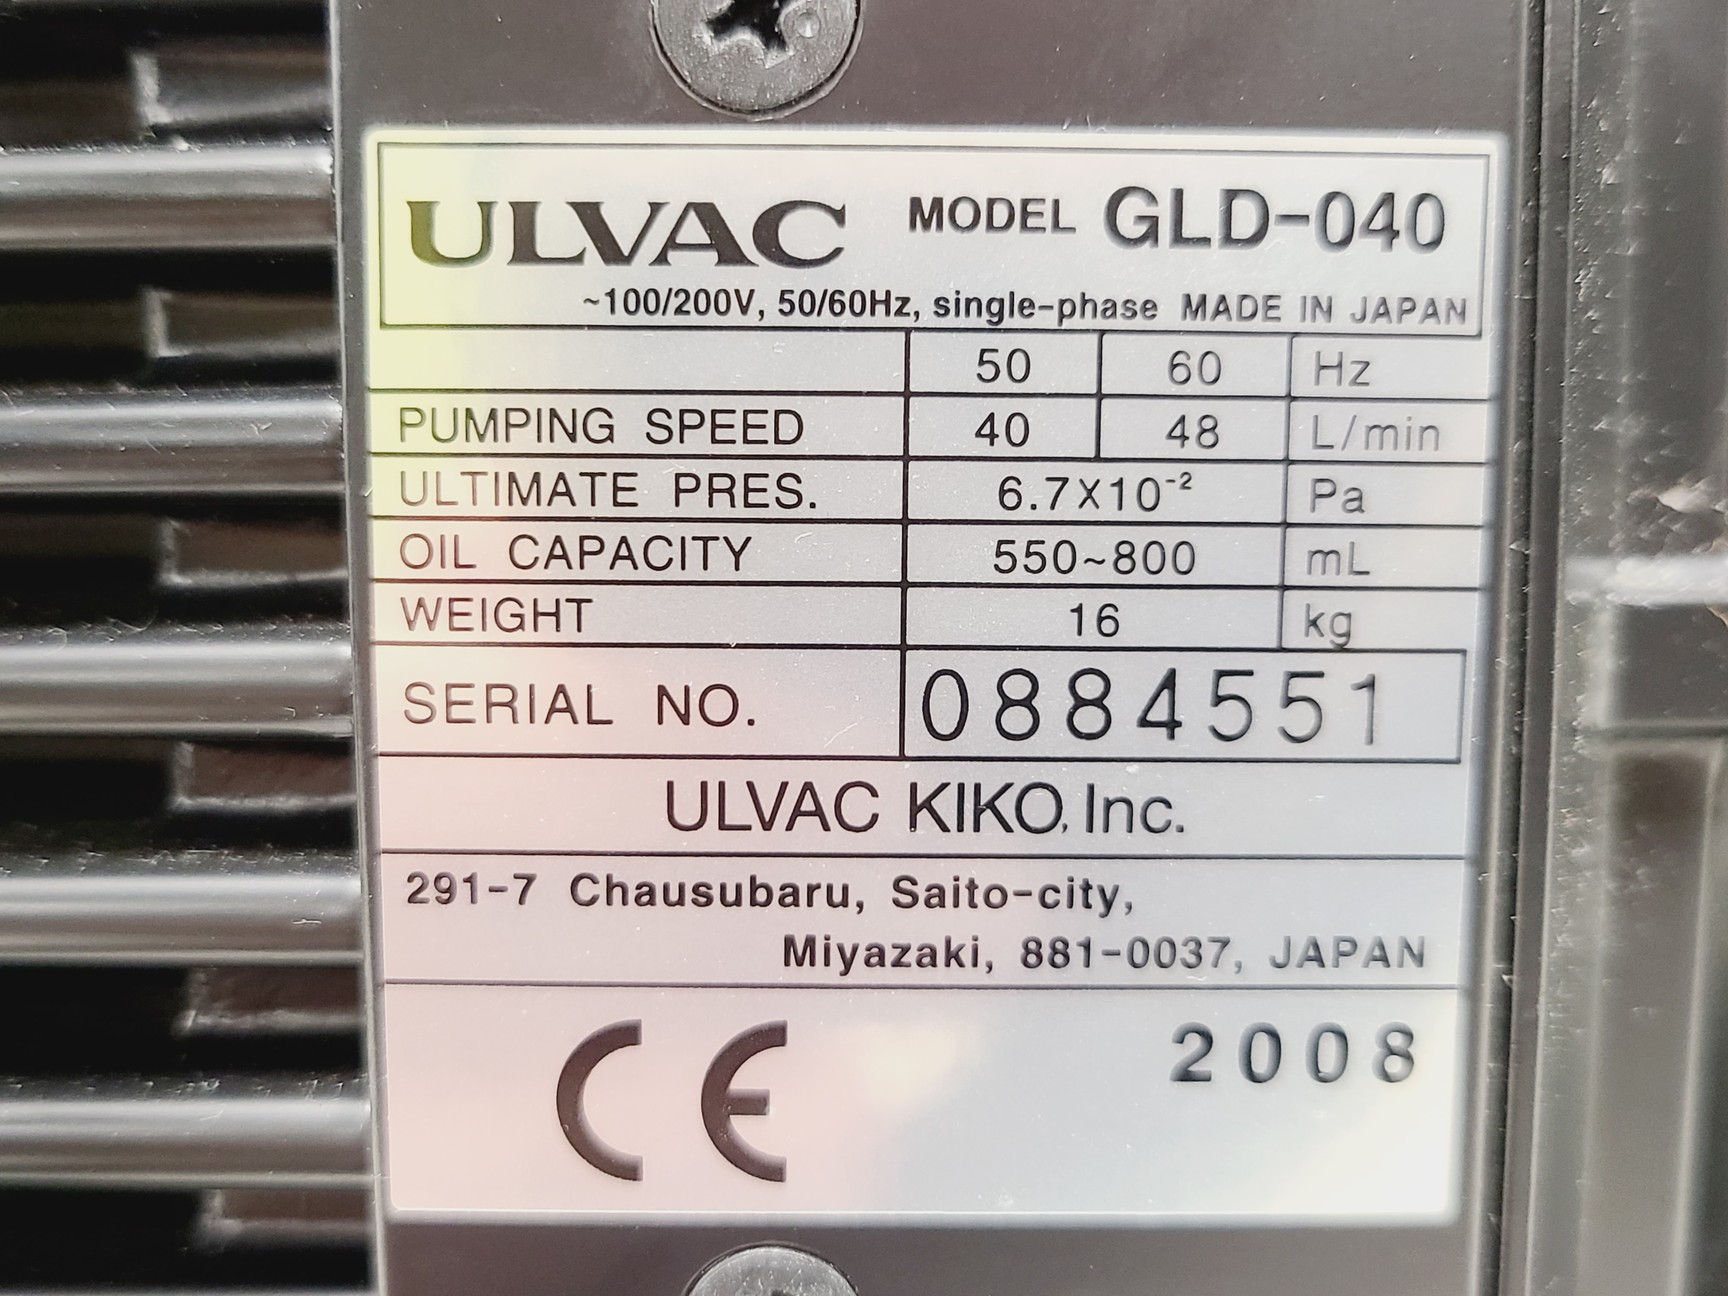 ULVAC MODEL GLD-040
~100/200V, 50/60Hz, single-phase MADE IN JAPAN
50 60 Hz
PUMPING SPEED 40 48 L/min
ULTIMATE PRES. 6.7X10⁻² Pa
OIL CAPACITY 550~800 mL
WEIGHT 16 kg
SERIAL NO. 0884551
ULVAC KIKO, Inc.
291-7 Chausubaru, Saito-city,
Miyazaki, 881-0037, JAPAN
CE 2008